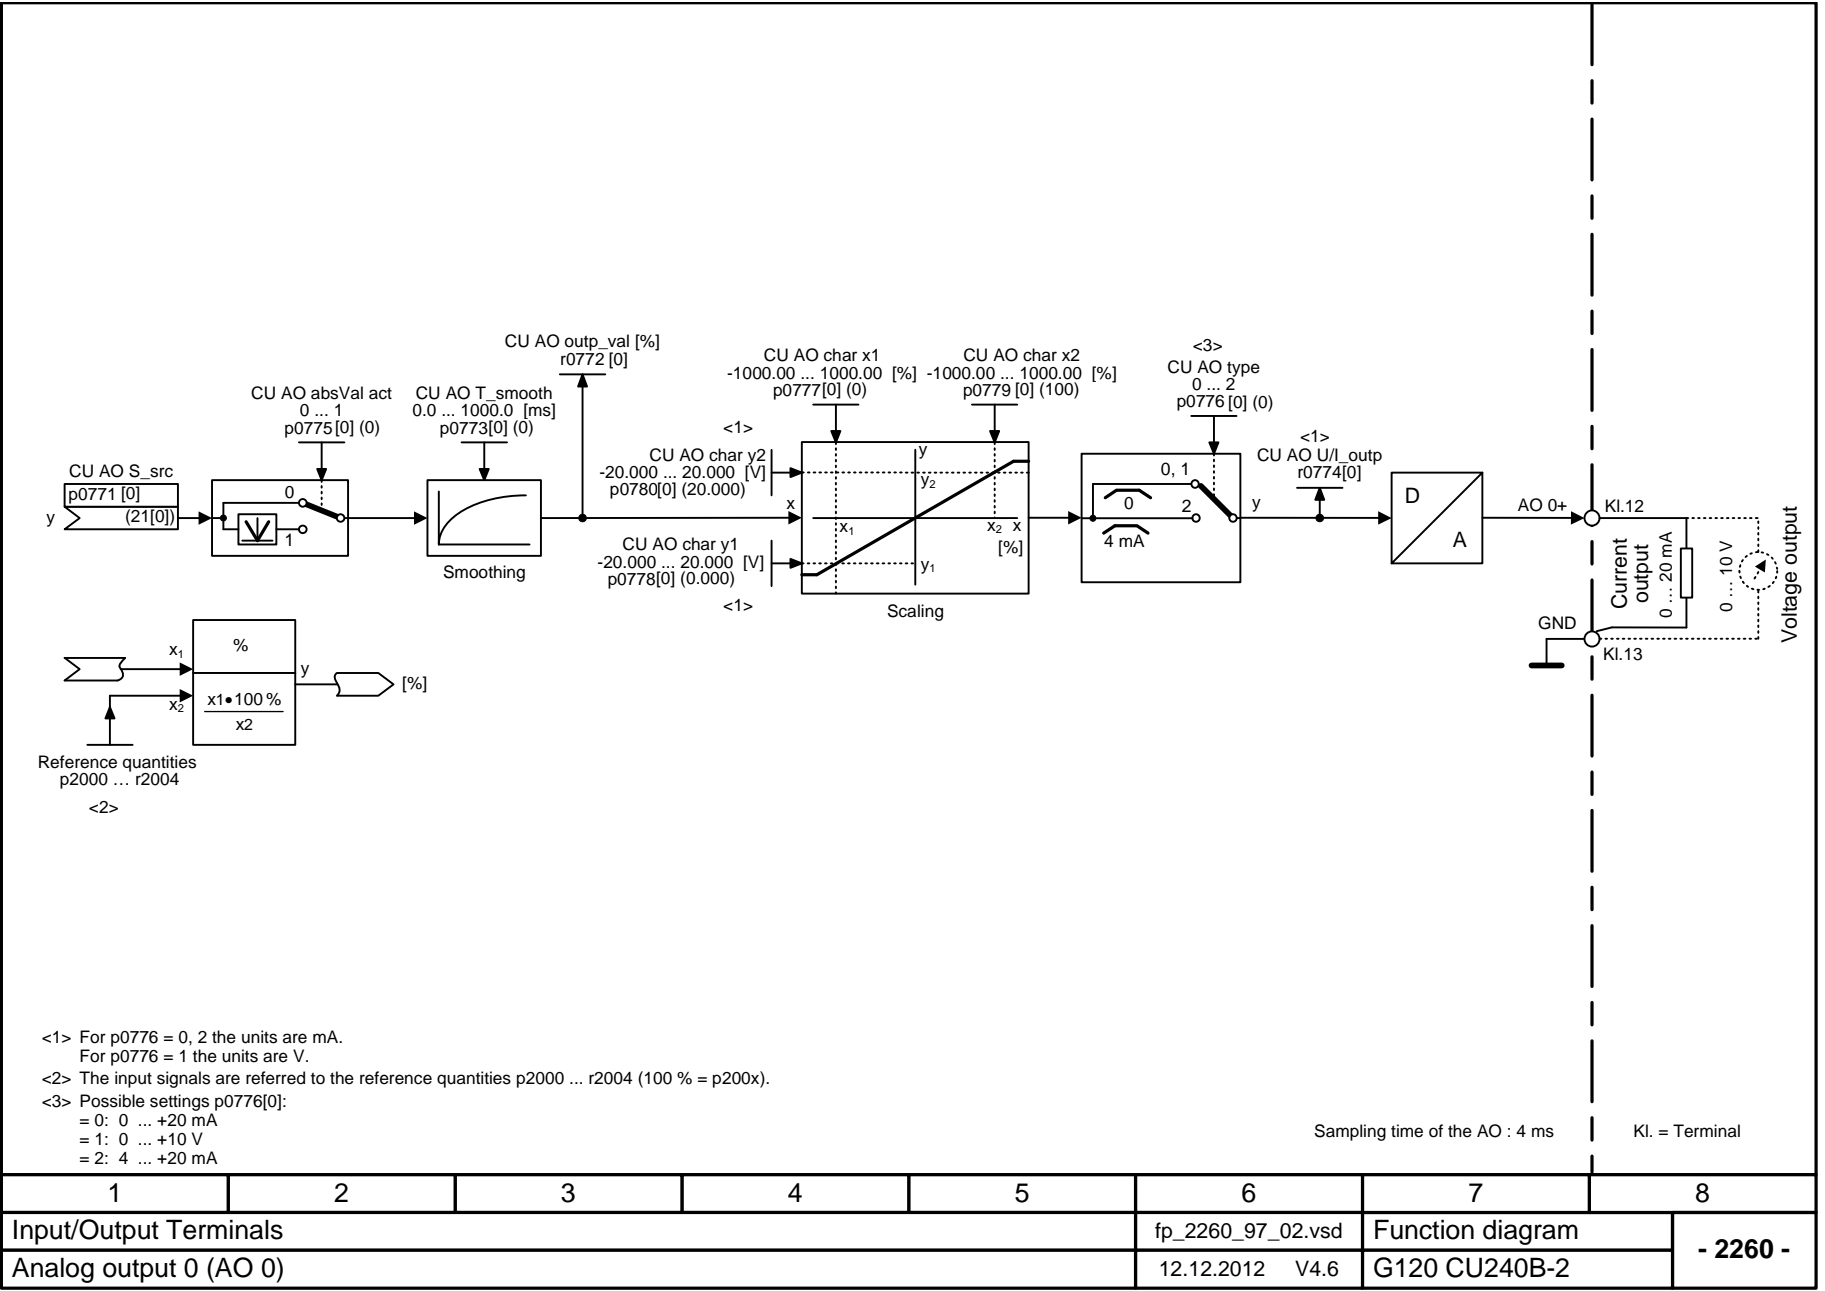 CU AO S_src
p0771 [0]
(21[0])
y
CU AO absVal act
0 ... 1
p0775[0] (0)
0
1
CU AO T_smooth
0.0 ... 1000.0 [ms]
p0773[0] (0)
Smoothing
CU AO outp_val [%]
r0772 [0]
<1>
CU AO char y2
-20.000 ... 20.000 [V]
p0780[0] (20.000)
x
CU AO char y1
-20.000 ... 20.000 [V]
p0778[0] (0.000)
<1>
CU AO char x1
-1000.00 ... 1000.00 [%]
p0777[0] (0)
CU AO char x2
-1000.00 ... 1000.00 [%]
p0779 [0] (100)
y
y2
x1
x2 x
[%]
y1
Scaling
<3>
CU AO type
0 ... 2
p0776 [0] (0)
0, 1
0
2
4 mA
y
<1>
CU AO U/I_outp
r0774[0]
D
A
AO 0+
Kl.12
Current output
0 ... 20 mA
0 ... 10 V
Voltage output
GND
Kl.13
x1
x2
%
x1•100 %
x2
y
[%]
Reference quantities
p2000 ... r2004
<2>
<1> For p0776 = 0, 2 the units are mA.
For p0776 = 1 the units are V.
<2> The input signals are referred to the reference quantities p2000 ... r2004 (100 % = p200x).
<3> Possible settings p0776[0]:
= 0: 0 ... +20 mA
= 1: 0 ... +10 V
= 2: 4 ... +20 mA
Sampling time of the AO : 4 ms
Kl. = Terminal
1 2 3 4 5 6 7 8
Input/Output Terminals
fp_2260_97_02.vsd
Function diagram
- 2260 -
Analog output 0 (AO 0)
12.12.2012 V4.6
G120 CU240B-2